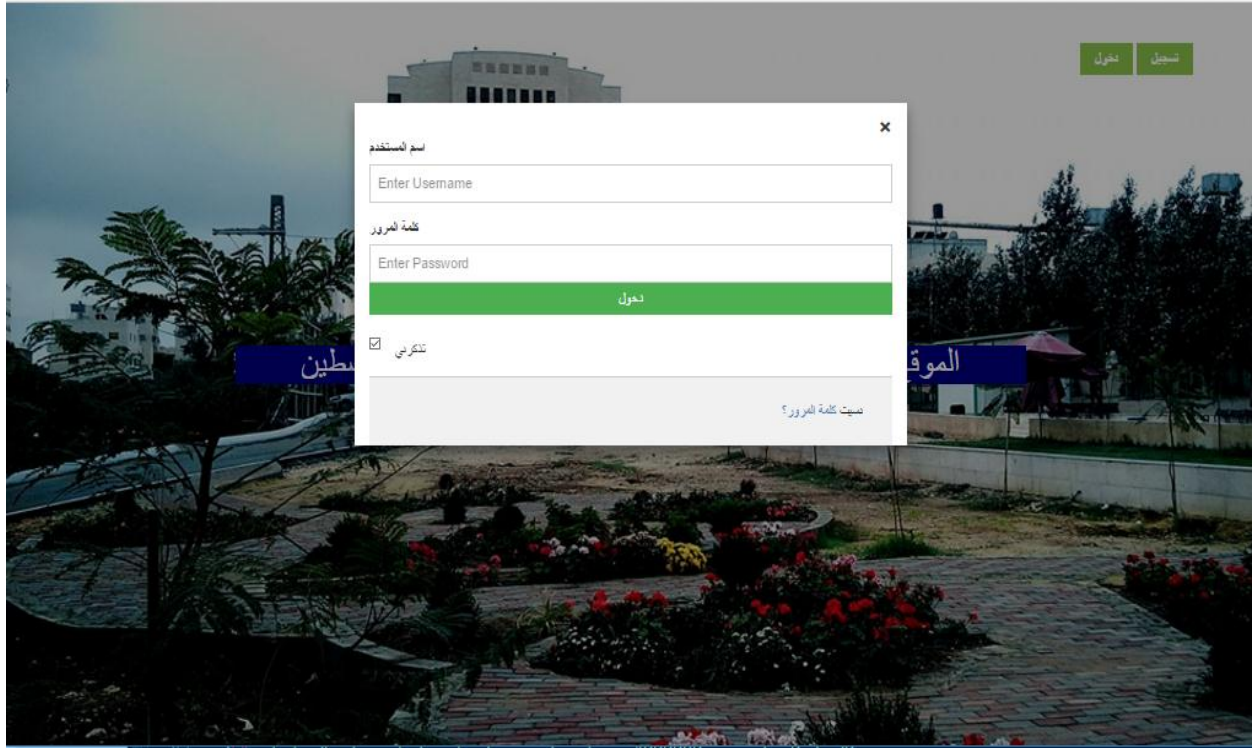 تسجيل دخول
×
اسم المستخدم
Enter Username
كلمة المرور
Enter Password
دخول
تذكرني
نسيت كلمة المرور؟